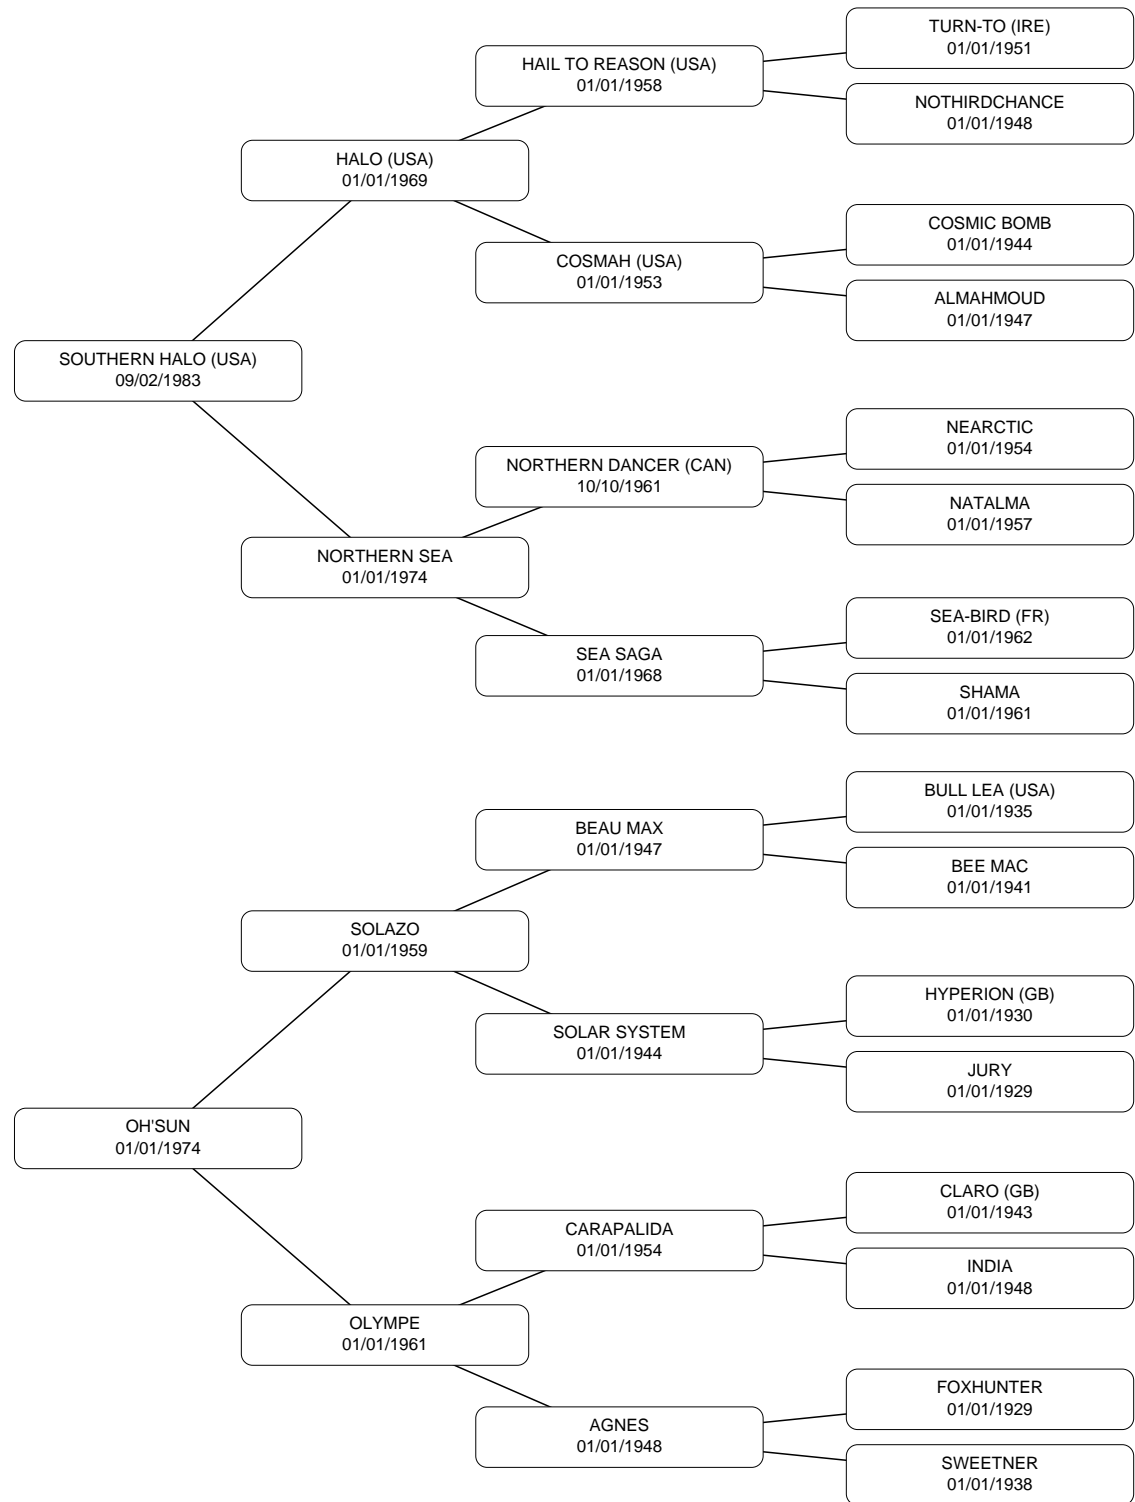 TURN-TO (IRE)
01/01/1951
HAIL TO REASON (USA)
01/01/1958
NOTHIRDCHANCE
01/01/1948
HALO (USA)
01/01/1969
COSMIC BOMB
01/01/1944
COSMAH (USA)
01/01/1953
ALMAHMOUD
01/01/1947
SOUTHERN HALO (USA)
09/02/1983
NEARCTIC
01/01/1954
NORTHERN DANCER (CAN)
10/10/1961
NATALMA
01/01/1957
NORTHERN SEA
01/01/1974
SEA-BIRD (FR)
01/01/1962
SEA SAGA
01/01/1968
SHAMA
01/01/1961
BULL LEA (USA)
01/01/1935
BEAU MAX
01/01/1947
BEE MAC
01/01/1941
SOLAZO
01/01/1959
HYPERION (GB)
01/01/1930
SOLAR SYSTEM
01/01/1944
JURY
01/01/1929
OH'SUN
01/01/1974
CLARO (GB)
01/01/1943
CARAPALIDA
01/01/1954
INDIA
01/01/1948
OLYMPE
01/01/1961
FOXHUNTER
01/01/1929
AGNES
01/01/1948
SWEETNER
01/01/1938